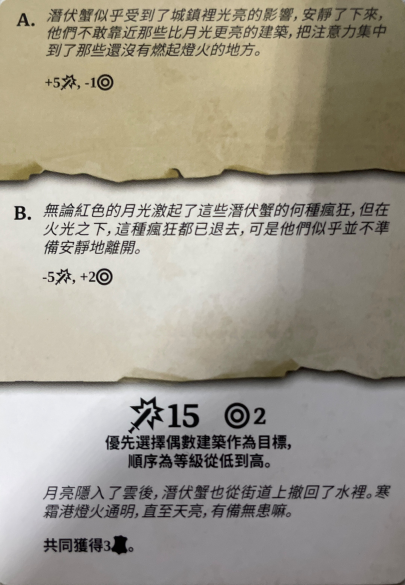 A. 潛伏蟹似乎受到了城鎮裡光亮的影響,安靜了下來,
他們不敢靠近那些比月光更亮的建築,把注意力集中
到了那些還沒有燃起燈火的地方。
+5, -1
B. 無論紅色的月光激起了這些潛伏蟹的何種瘋狂,但在
火光之下,這種瘋狂都已退去,可是他們似乎並不準
備安靜地離開。
-5, +2
15 2
優先選擇偶數建築作為目標,
順序為等級從低到高。
月亮隱入了雲後,潛伏蟹也從街道上撤回了水裡。寒
霜港燈火通明,直至天亮,有備無患嘛。
共同獲得3。